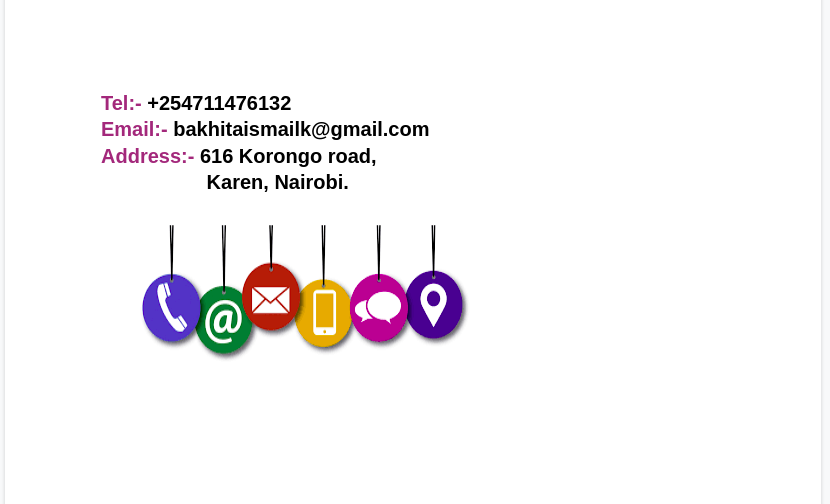 Tel:- +254711476132
Email:- bakhitaismailk@gmail.com
Address:- 616 Korongo road,
Karen, Nairobi.
@